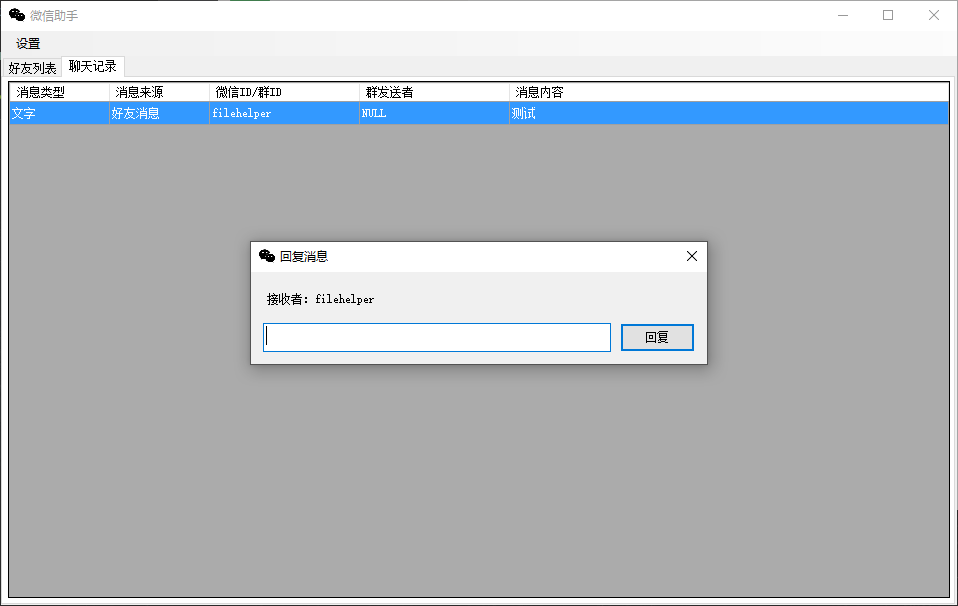 微信助手
设置
好友列表 聊天记录
消息类型 消息来源 微信ID/群ID 群发送者 消息内容
文字 好友消息 filehelper NULL 测试
回复消息
接收者：filehelper
回复